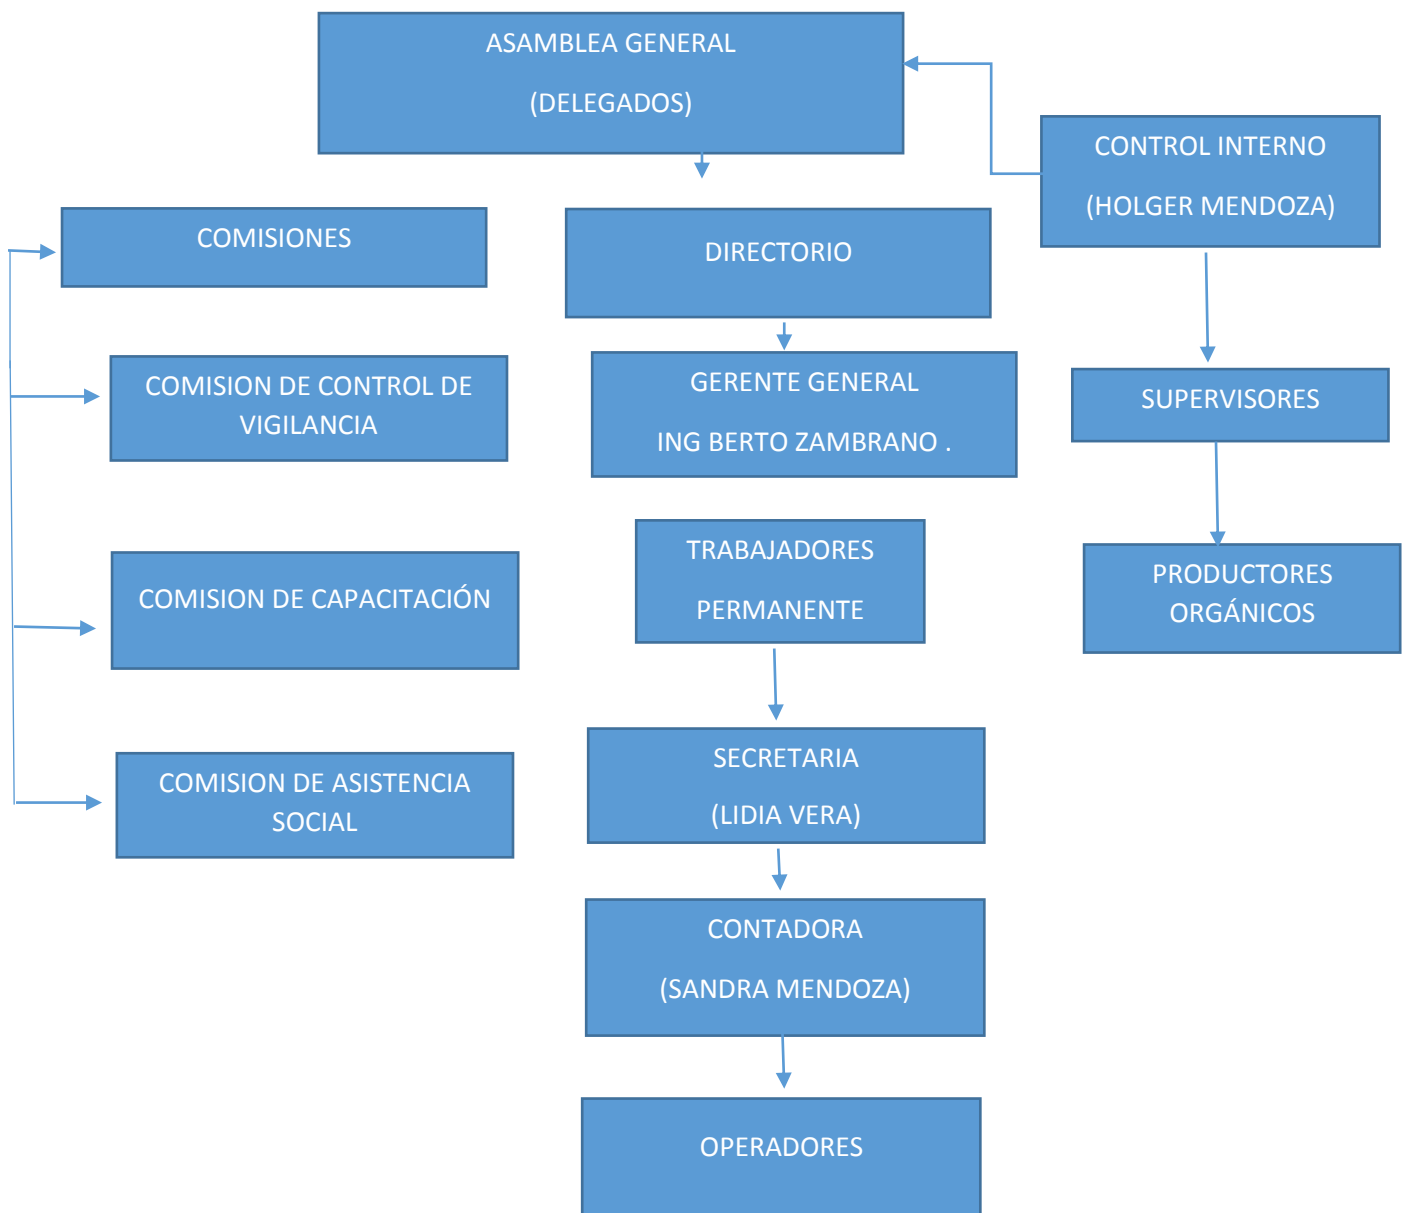 ASAMBLEA GENERAL
(DELEGADOS)
CONTROL INTERNO
(HOLGER MENDOZA)
COMISIONES
DIRECTORIO
COMISION DE CONTROL DE
VIGILANCIA
GERENTE GENERAL
ING BERTO ZAMBRANO .
SUPERVISORES
COMISION DE CAPACITACIÓN
TRABAJADORES
PERMANENTE
PRODUCTORES
ORGÁNICOS
COMISION DE ASISTENCIA
SOCIAL
SECRETARIA
(LIDIA VERA)
CONTADORA
(SANDRA MENDOZA)
OPERADORES